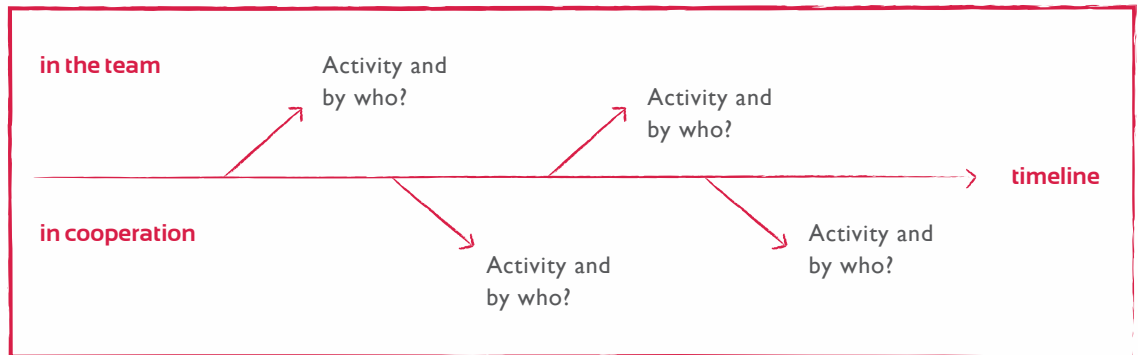 in the team
Activity and
by who?
Activity and
by who?
timeline
in cooperation
Activity and
by who?
Activity and
by who?